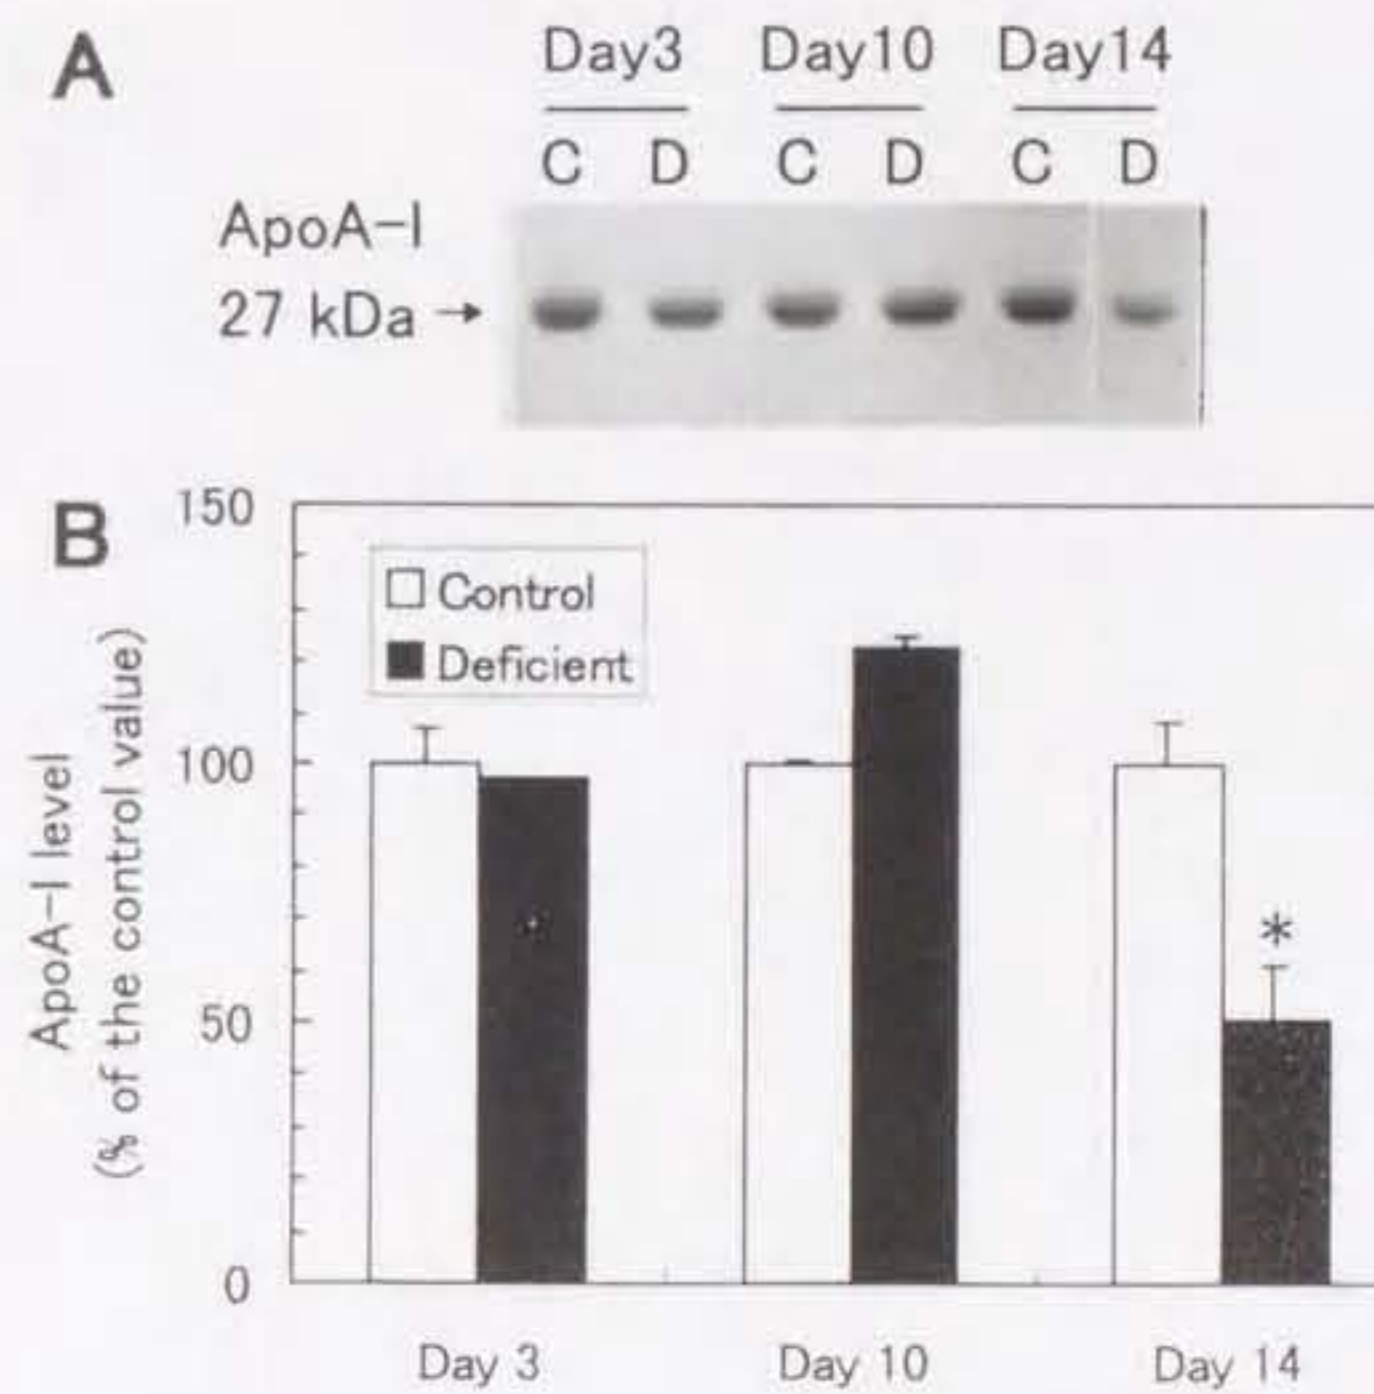 A
Day3 Day10 Day14
C D C D C D
ApoA-I
27 kDa →
B
150
100
50
0
Control
Deficient
ApoA-I level
(% of the control value)
*
Day 3 Day 10 Day 14